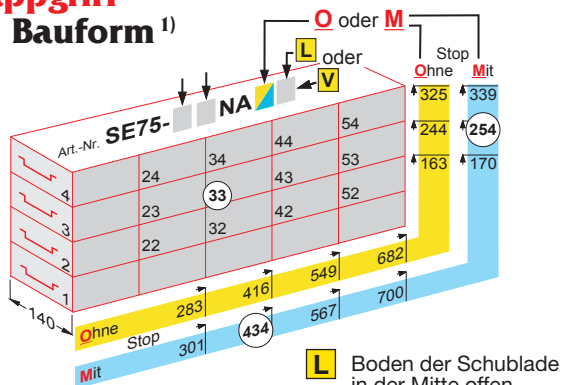 Bauform 1)
O oder M
L oder
V
Stop
Ohne Mit
Art.-Nr. SE75- NA
325 339
244 254
163 170
54
44
34
24
53
43
33
23
52
42
32
22
4
3
2
1
140
Ohne 283 416 549 682
Stop
Mit 301 434 567 700
L Boden der Schublade
in der Mitte offen